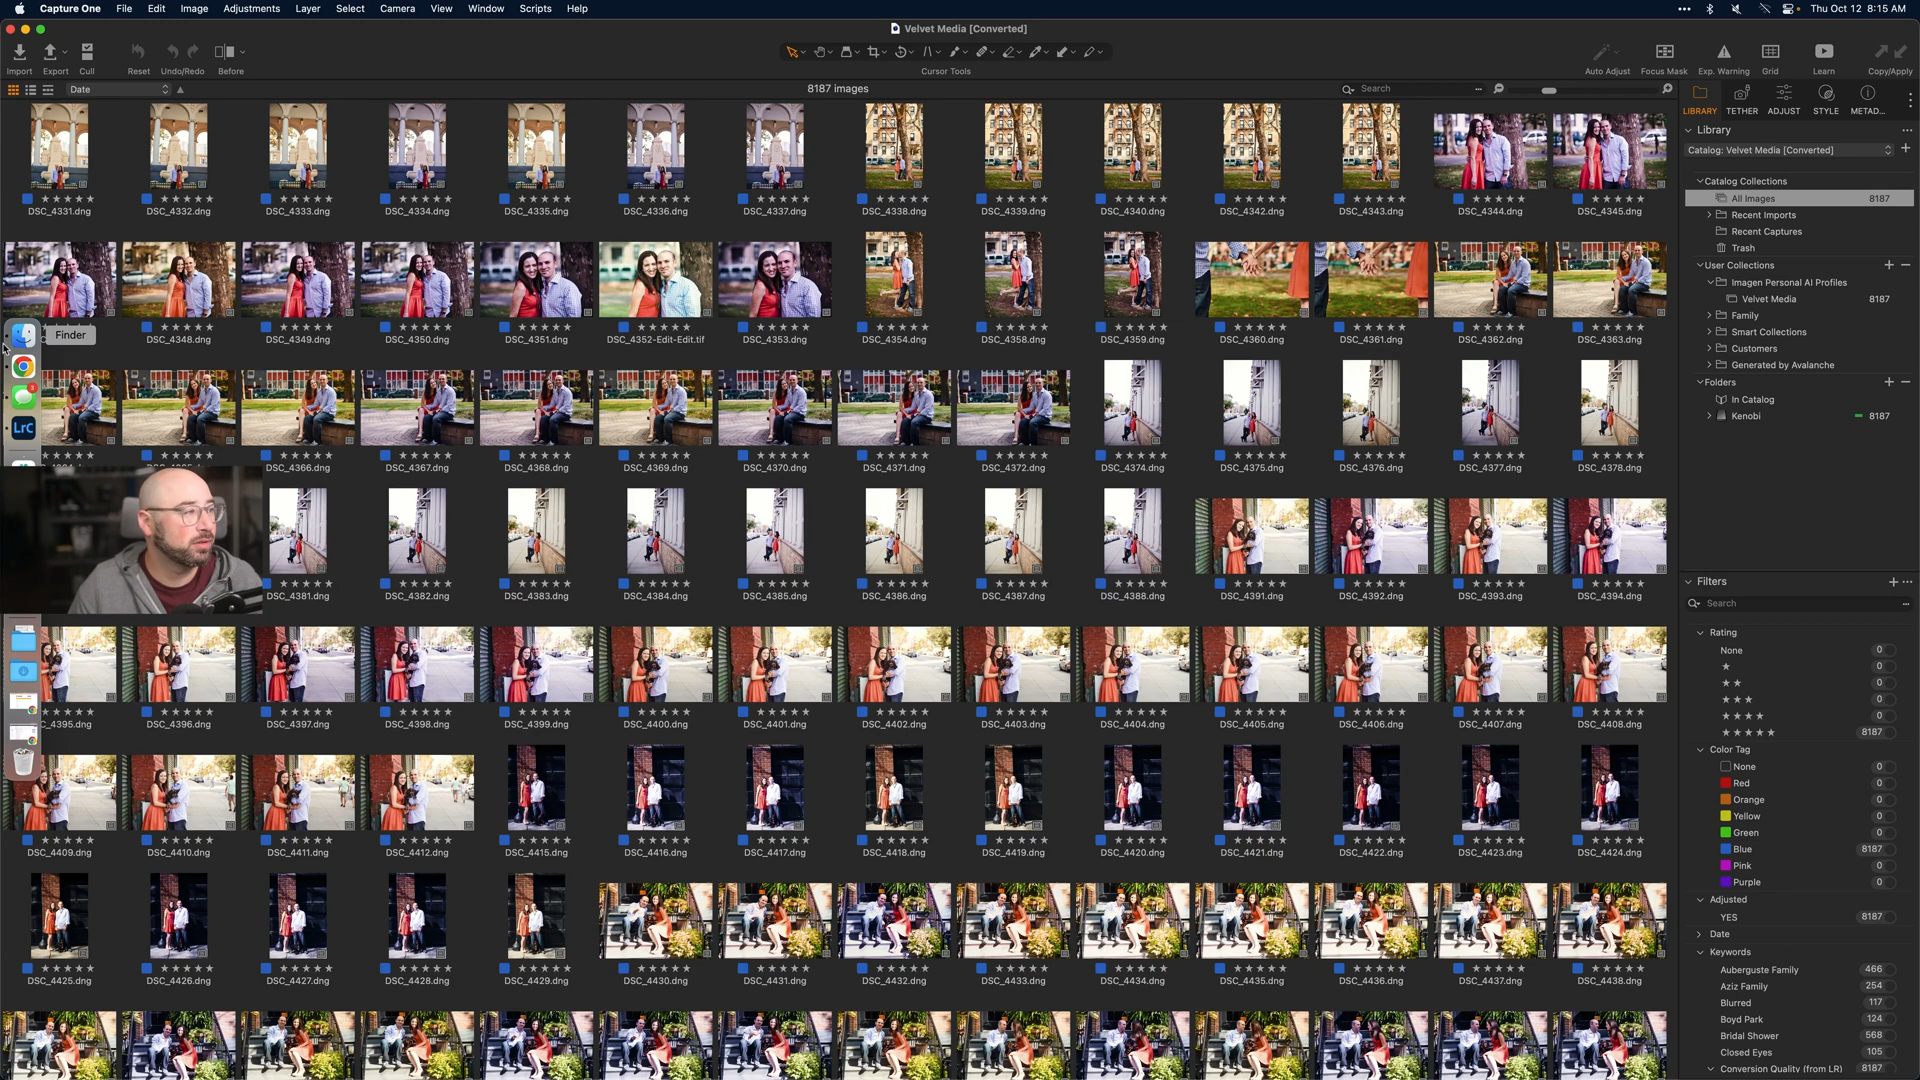 Capture One File Edit Image Adjustments Layer Select Camera View Window Scripts Help
Thu Oct 12 8:15 AM
Velvet Media [Converted]
Import Export Cull Reset Undo/Redo Before
Cursor Tools
Auto Adjust Focus Mask Exp. Warning Grid Learn Copy/Apply
Date
8187 images
Search
DSC_4331.dng DSC_4332.dng DSC_4333.dng DSC_4334.dng DSC_4335.dng DSC_4336.dng DSC_4337.dng DSC_4338.dng DSC_4339.dng DSC_4340.dng DSC_4342.dng DSC_4343.dng DSC_4344.dng DSC_4345.dng
Finder
DSC_4348.dng DSC_4349.dng DSC_4350.dng DSC_4351.dng DSC_4352-Edit-Edit.tif DSC_4353.dng DSC_4354.dng DSC_4358.dng DSC_4359.dng DSC_4360.dng DSC_4361.dng DSC_4362.dng DSC_4363.dng
3
LrC
DSC_4366.dng DSC_4367.dng DSC_4368.dng DSC_4369.dng DSC_4370.dng DSC_4371.dng DSC_4372.dng DSC_4374.dng DSC_4375.dng DSC_4376.dng DSC_4377.dng DSC_4378.dng
DSC_4381.dng DSC_4382.dng DSC_4383.dng DSC_4384.dng DSC_4385.dng DSC_4386.dng DSC_4387.dng DSC_4388.dng DSC_4391.dng DSC_4392.dng DSC_4393.dng DSC_4394.dng
C_4395.dng DSC_4396.dng DSC_4397.dng DSC_4398.dng DSC_4399.dng DSC_4400.dng DSC_4401.dng DSC_4402.dng DSC_4403.dng DSC_4404.dng DSC_4405.dng DSC_4406.dng DSC_4407.dng DSC_4408.dng
DSC_4409.dng DSC_4410.dng DSC_4411.dng DSC_4412.dng DSC_4415.dng DSC_4416.dng DSC_4417.dng DSC_4418.dng DSC_4419.dng DSC_4420.dng DSC_4421.dng DSC_4422.dng DSC_4423.dng DSC_4424.dng
DSC_4425.dng DSC_4426.dng DSC_4427.dng DSC_4428.dng DSC_4429.dng DSC_4430.dng DSC_4431.dng DSC_4432.dng DSC_4433.dng DSC_4434.dng DSC_4435.dng DSC_4436.dng DSC_4437.dng DSC_4438.dng
LIBRARY TETHER ADJUST STYLE METAD...
Library
Catalog: Velvet Media [Converted]
Catalog Collections
All Images 8187
Recent Imports
Recent Captures
Trash
User Collections
Imagen Personal AI Profiles
Velvet Media 8187
Family
Smart Collections
Customers
Generated by Avalanche
Folders
In Catalog
Kenobi 8187
Filters
Search
Rating
None 0
★ 0
★★ 0
★★★ 0
★★★★ 0
★★★★★ 8187
Color Tag
None 0
Red 0
Orange 0
Yellow 0
Green 0
Blue 8187
Pink 0
Purple 0
Adjusted
YES 8187
Date
Keywords
Auberguste Family 466
Aziz Family 254
Blurred 117
Boyd Park 124
Bridal Shower 568
Closed Eyes 105
Conversion Quality (from LR) 8187